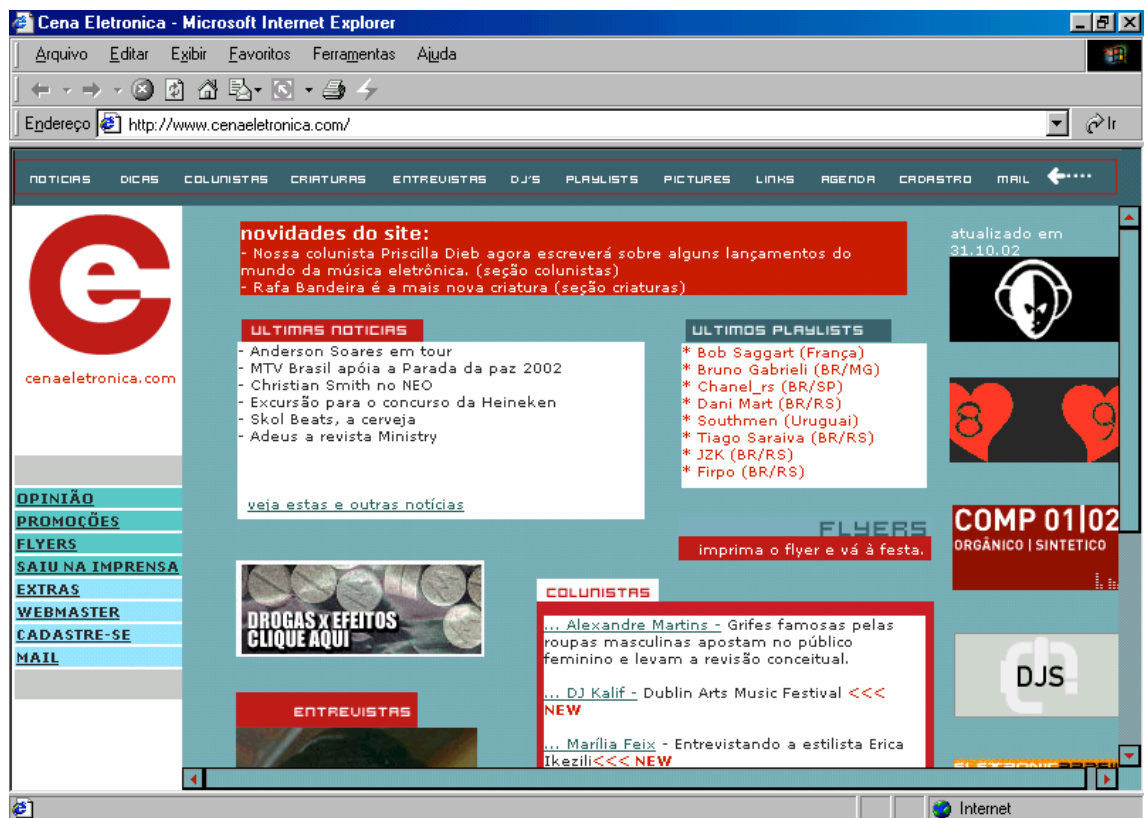 Cena Eletronica - Microsoft Internet Explorer
Arquivo Editar Exibir Favoritos Ferramentas Ajuda
Endereço http://www.cenaeletronica.com/ Ir
NOTICIAS DICAS COLUNISTAS CRIATURAS ENTREVISTAS DJ'S PLAYLISTS PICTURES LINKS AGENDA CADASTRO MAIL
e
cenaeletronica.com
OPINIÃO
PROMOÇÕES
FLYERS
SAIU NA IMPRENSA
EXTRAS
WEBMASTER
CADASTRE-SE
MAIL
novidades do site:
- Nossa colunista Priscilla Dieb agora escreverá sobre alguns lançamentos do
mundo da música eletrônica. (seção colunistas)
- Rafa Bandeira é a mais nova criatura (seção criaturas)
ULTIMAS NOTICIAS
- Anderson Soares em tour
- MTV Brasil apóia a Parada da paz 2002
- Christian Smith no NEO
- Excursão para o concurso da Heineken
- Skol Beats, a cerveja
- Adeus a revista Ministry
veja estas e outras notícias
ULTIMOS PLAYLISTS
* Bob Saggart (França)
* Bruno Gabrieli (BR/MG)
* Chanel_rs (BR/SP)
* Dani Mart (BR/RS)
* Southmen (Uruguai)
* Tiago Saraiva (BR/RS)
* JZK (BR/RS)
* Firpo (BR/RS)
FLYERS
imprima o flyer e vá à festa.
DROGAS x EFEITOS
CLIQUE AQUI
ENTREVISTAS
COLUNISTAS
... Alexandre Martins - Grifes famosas pelas
roupas masculinas apostam no público
feminino e levam a revisão conceitual.
... DJ Kalif - Dublin Arts Music Festival <<<
NEW
... Marília Feix - Entrevistando a estilista Erica
Ikezili<<< NEW
atualizado em
31.10.02
8 9
COMP 01|02
ORGÂNICO | SINTETICO
DJS
Internet